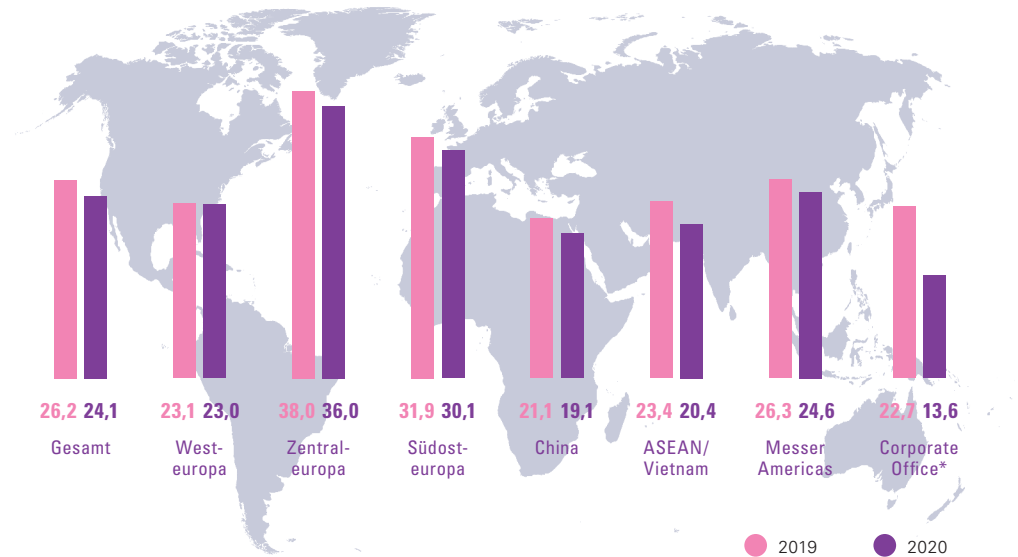 26,2 24,1 23,1 23,0 38,0 36,0 31,9 30,1 21,1 19,1 23,4 20,4 26,3 24,6 22,7 13,6
Gesamt West- Zentral- Südost- China ASEAN/ Messer Corporate
europa europa europa Vietnam Americas Office*
2019 2020